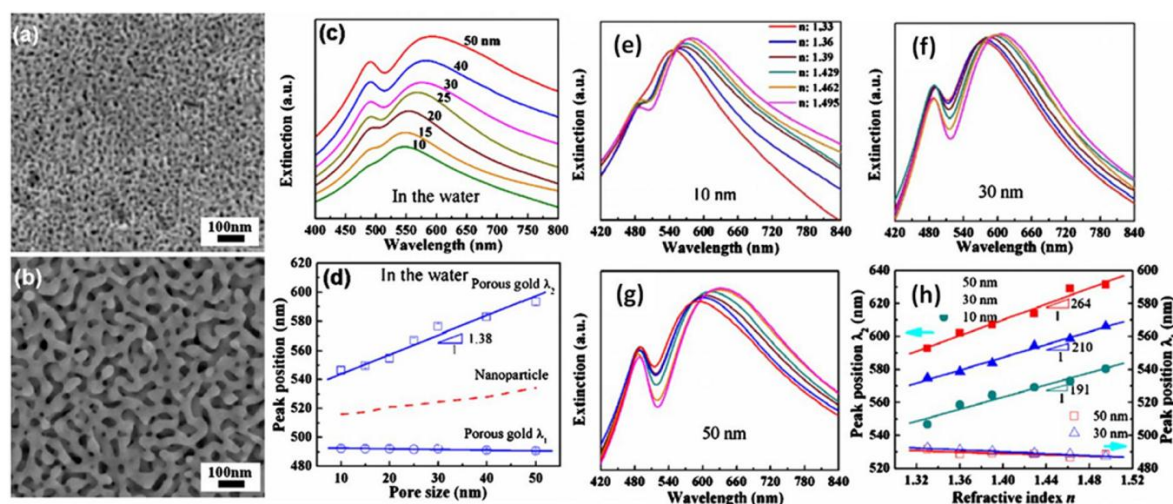 (a)
100nm
(b)
100nm
(c)
50 nm
40
30
25
20
15
10
In the water
Extinction (a.u.)
400 450 500 550 600 650 700 750 800
Wavelength (nm)
(d)
In the water
Porous gold λ2
1.38
1
Nanoparticle
Porous gold λ1
Peak position (nm)
620
600
580
560
540
520
500
480
10 20 30 40 50
Pore size (nm)
(e)
n: 1.33
n: 1.36
n: 1.39
n: 1.429
n: 1.462
n: 1.495
10 nm
Extinction (a.u.)
420 480 540 600 660 720 780 840
Wavelength (nm)
(f)
30 nm
Extinction (a.u.)
420 480 540 600 660 720 780 840
Wavelength (nm)
(g)
50 nm
Extinction (a.u.)
420 480 540 600 660 720 780 840
Wavelength (nm)
(h)
50 nm
30 nm
10 nm
264
1
210
1
191
1
50 nm
30 nm
Peak position λ2 (nm)
640
620
600
580
560
540
520
Peak position λ1 (nm)
600
590
580
570
560
550
540
530
520
510
500
490
480
1.32 1.36 1.40 1.44 1.48 1.52
Refractive index n